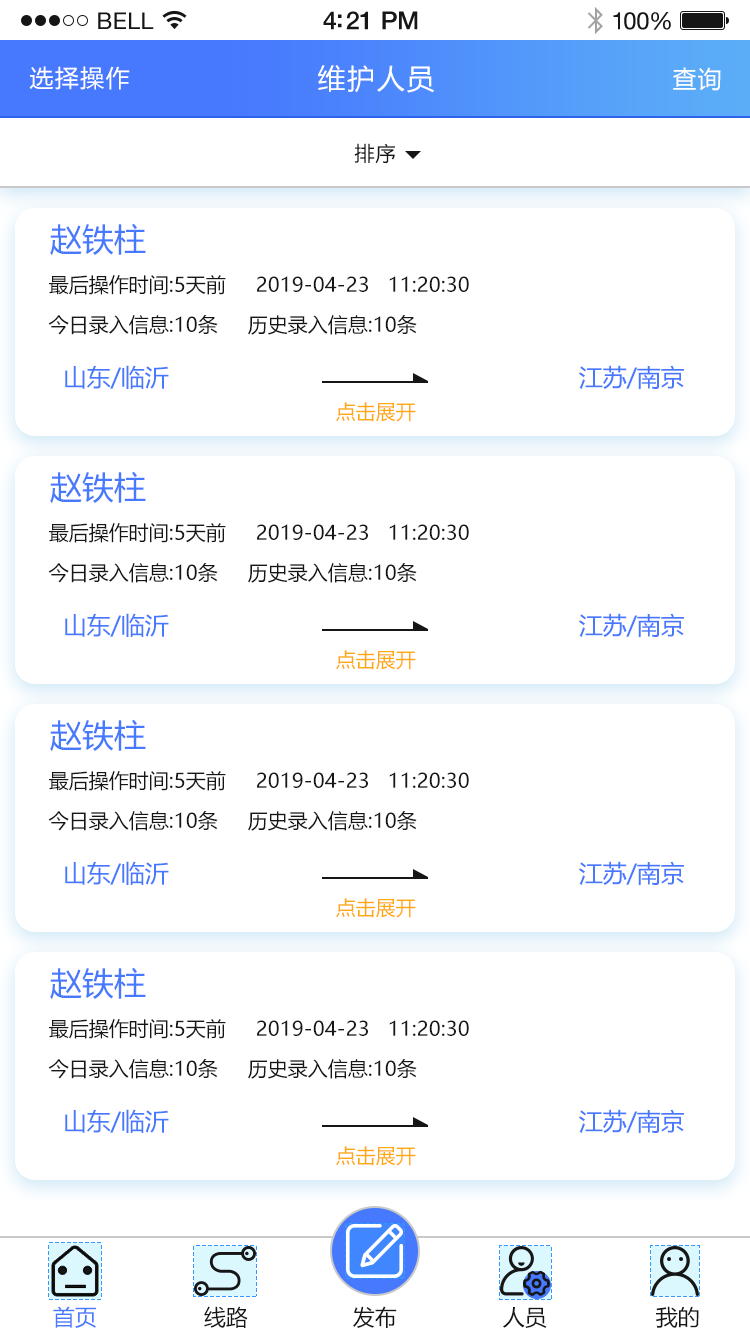 BELL 4:21 PM 100%
选择操作 维护人员 查询
排序
赵铁柱
最后操作时间:5天前 2019-04-23 11:20:30
今日录入信息:10条 历史录入信息:10条
山东/临沂 江苏/南京
点击展开
赵铁柱
最后操作时间:5天前 2019-04-23 11:20:30
今日录入信息:10条 历史录入信息:10条
山东/临沂 江苏/南京
点击展开
赵铁柱
最后操作时间:5天前 2019-04-23 11:20:30
今日录入信息:10条 历史录入信息:10条
山东/临沂 江苏/南京
点击展开
赵铁柱
最后操作时间:5天前 2019-04-23 11:20:30
今日录入信息:10条 历史录入信息:10条
山东/临沂 江苏/南京
点击展开
首页 线路 发布 人员 我的